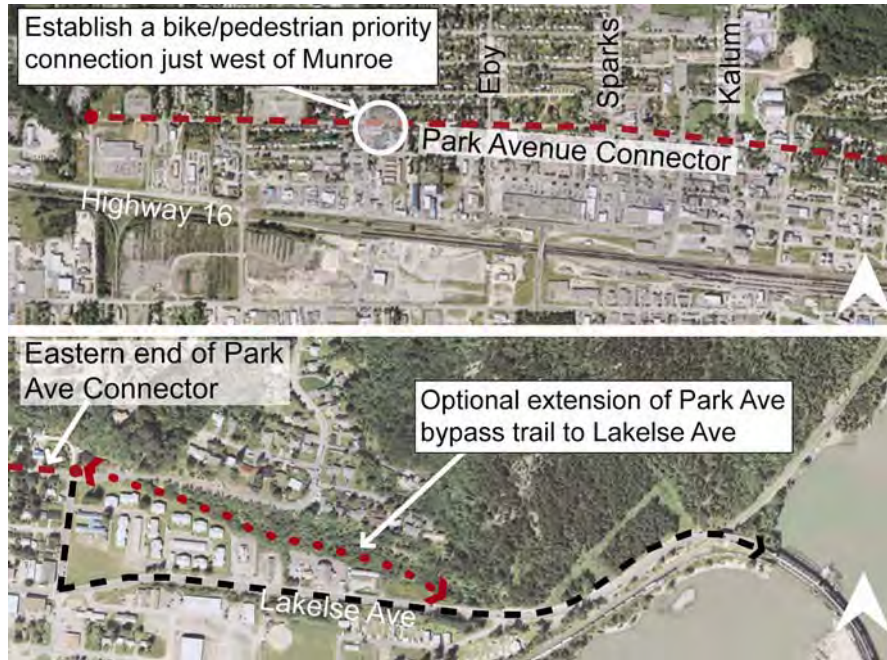 Establish a bike/pedestrian priority
connection just west of Munroe
Eby
Sparks
Kalum
Park Avenue Connector
Highway 16
Eastern end of Park
Ave Connector
Optional extension of Park Ave
bypass trail to Lakelse Ave
Lakelse Ave